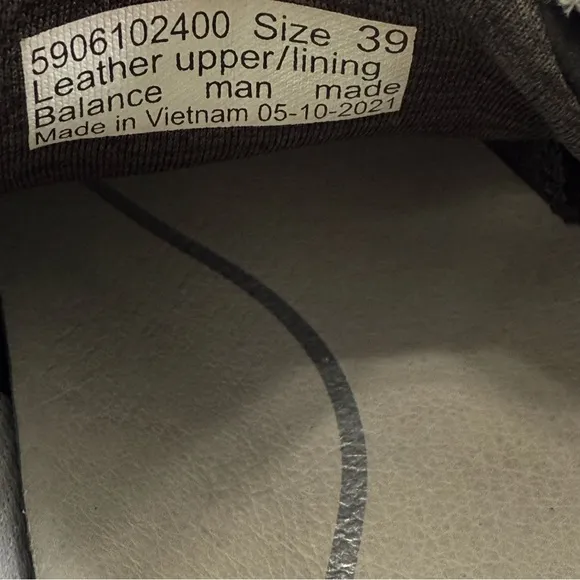 5906102400 Size 39
Leather upper/lining
Balance man made
Made in Vietnam 05-10-2021